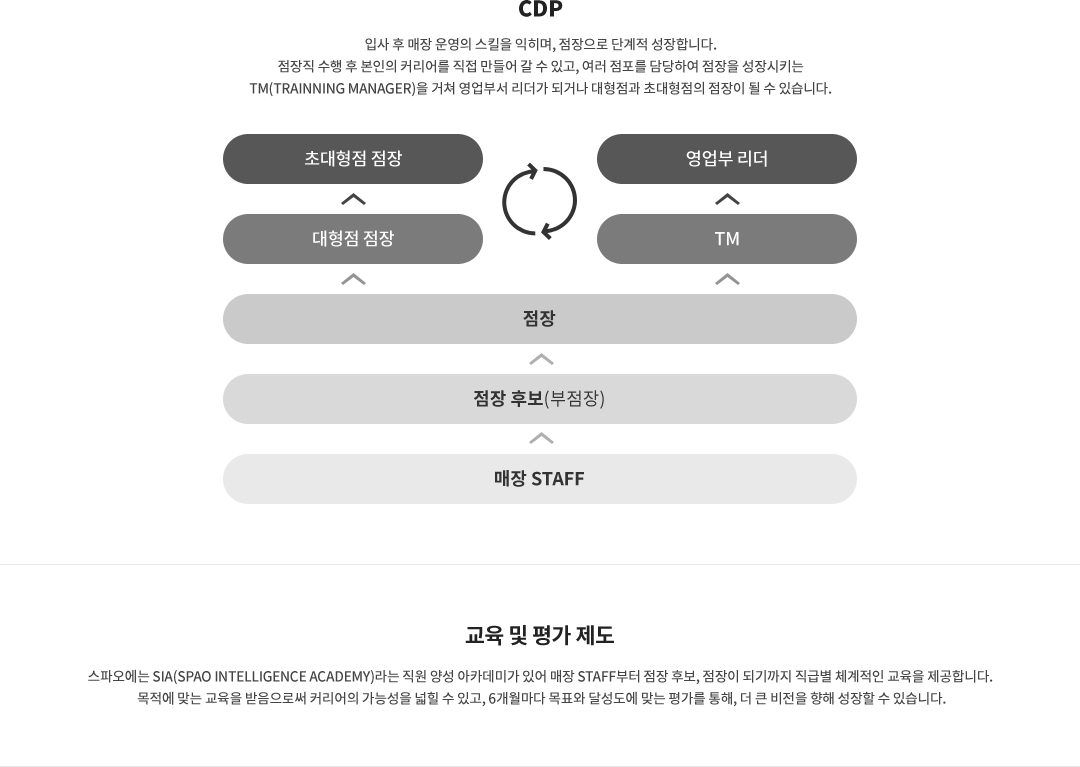 CDP
입사 후 매장 운영의 스킬을 익히며, 점장으로 단계적 성장합니다.
점장직 수행 후 본인의 커리어를 직접 만들어 갈 수 있고, 여러 점포를 담당하여 점장을 성장시키는
TM(TRAINNING MANAGER)을 거쳐 영업부서 리더가 되거나 대형점과 초대형점의 점장이 될 수 있습니다.
초대형점 점장
영업부 리더
대형점 점장
TM
점장
점장 후보(부점장)
매장 STAFF
교육 및 평가 제도
스파오에는 SIA(SPAO INTELLIGENCE ACADEMY)라는 직원 양성 아카데미가 있어 매장 STAFF부터 점장 후보, 점장이 되기까지 직급별 체계적인 교육을 제공합니다.
목적에 맞는 교육을 받음으로써 커리어의 가능성을 넓힐 수 있고, 6개월마다 목표와 달성도에 맞는 평가를 통해, 더 큰 비전을 향해 성장할 수 있습니다.